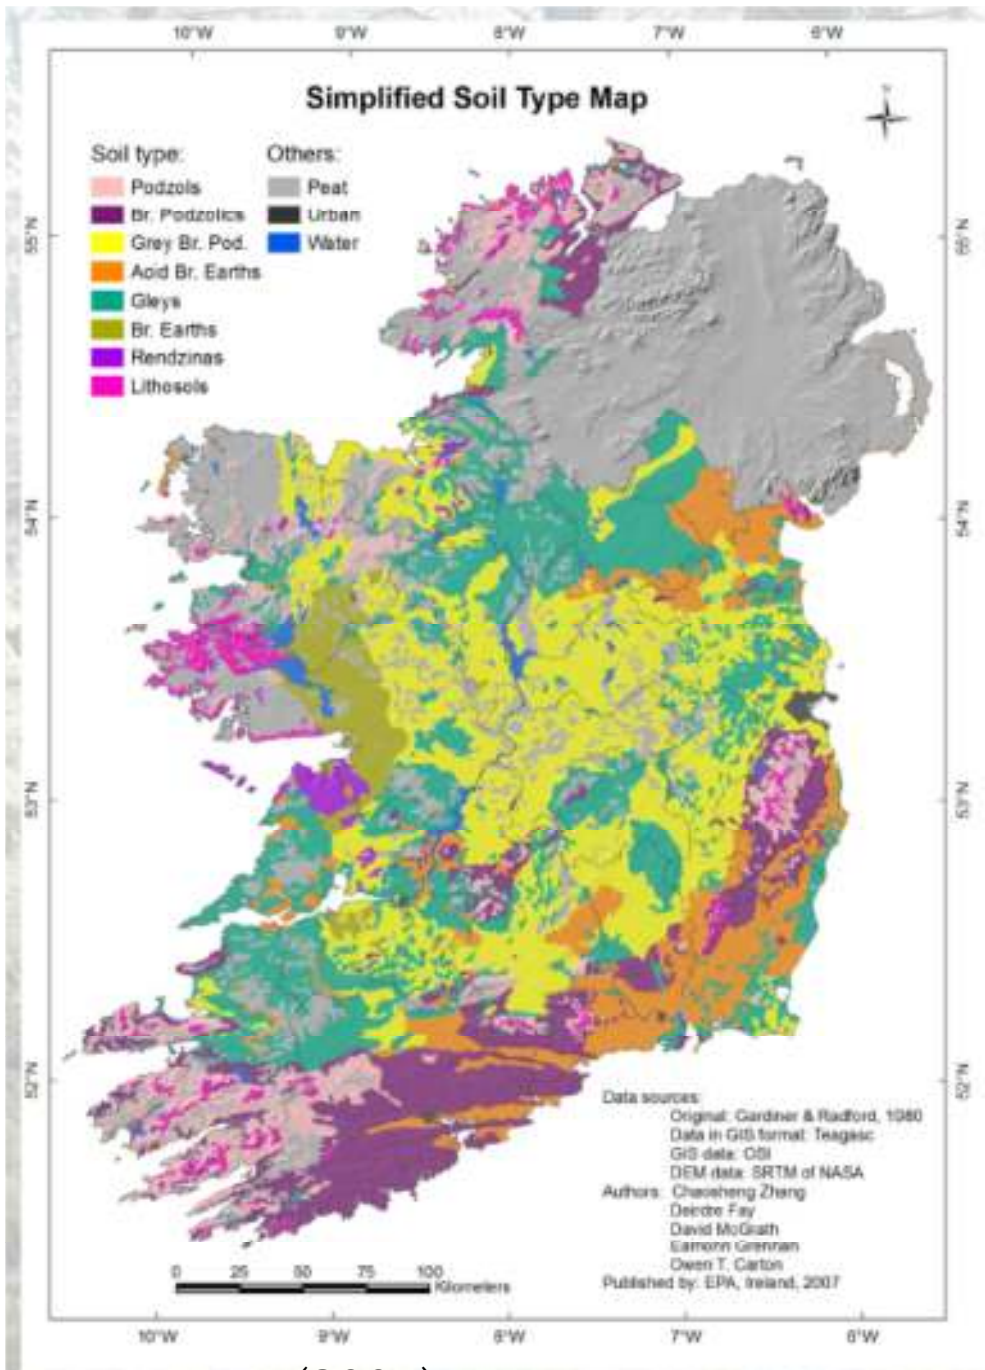 10°W 9°W 8°W 7°W 6°W
Simplified Soil Type Map
N
Soil type:
Podzols
Br. Podzolics
Grey Br. Pod.
Acid Br. Earths
Gleys
Br. Earths
Rendzinas
Lithosols
Others:
Peat
Urban
Water
55°N
55°N
54°N
54°N
53°N
53°N
52°N
52°N
Data sources:
Original: Gardiner & Radford, 1980
Data in GIS format: Teagasc
GIS data: OSI
DEM data: SRTM of NASA
Authors: Chaosheng Zhang
Deirdre Fay
David McGrath
Eamonn Grennan
Owen T. Carton
Published by: EPA, Ireland, 2007
0 25 50 75 100
Kilometers
10°W 9°W 8°W 7°W 6°W